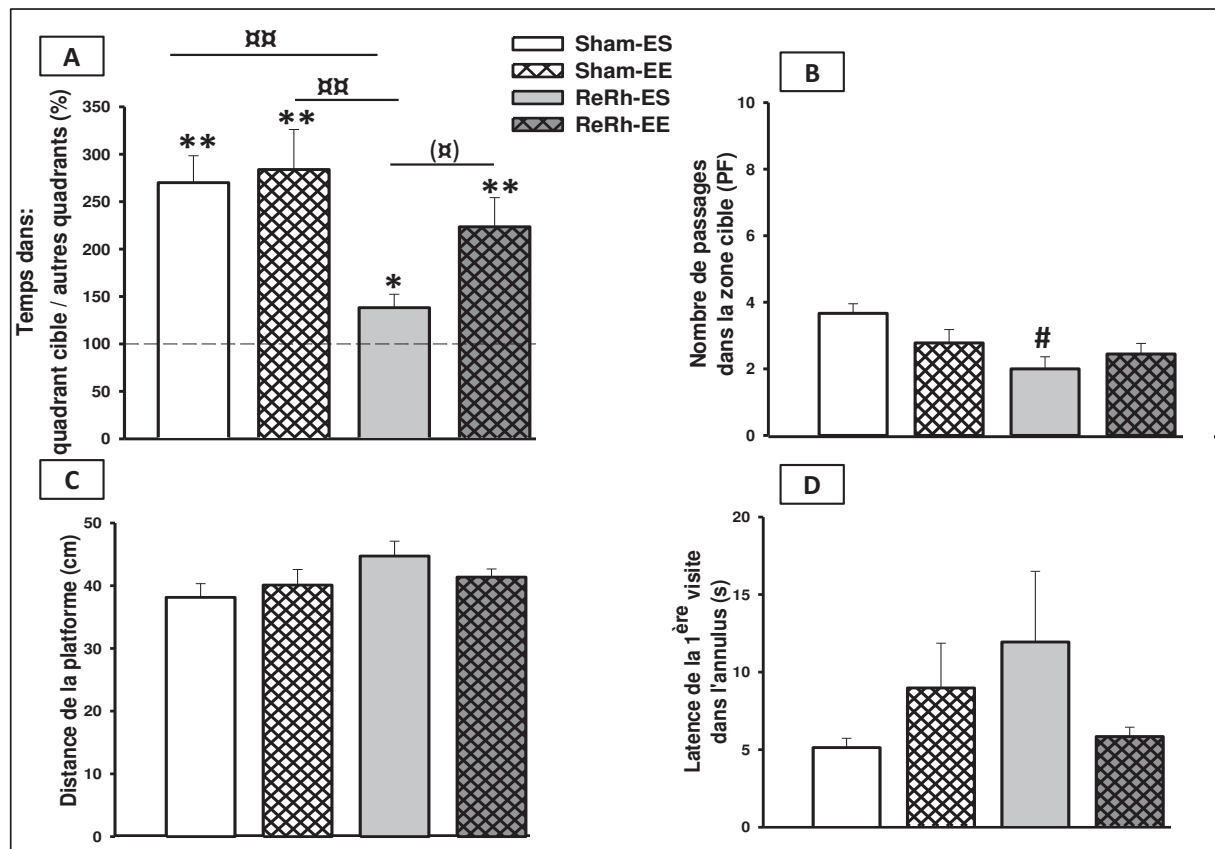 A
¤¤
¤¤
(¤)
**
**
*
**
350
300
250
200
150
100
50
0
Temps dans:
quadrant cible / autres quadrants (%)
Sham-ES
Sham-EE
ReRh-ES
ReRh-EE
B
10
8
6
4
2
0
#
Nombre de passages
dans la zone cible (PF)
C
50
40
30
20
10
0
Distance de la platforme (cm)
D
20
15
10
5
0
Latence de la 1ère visite
dans l'annulus (s)